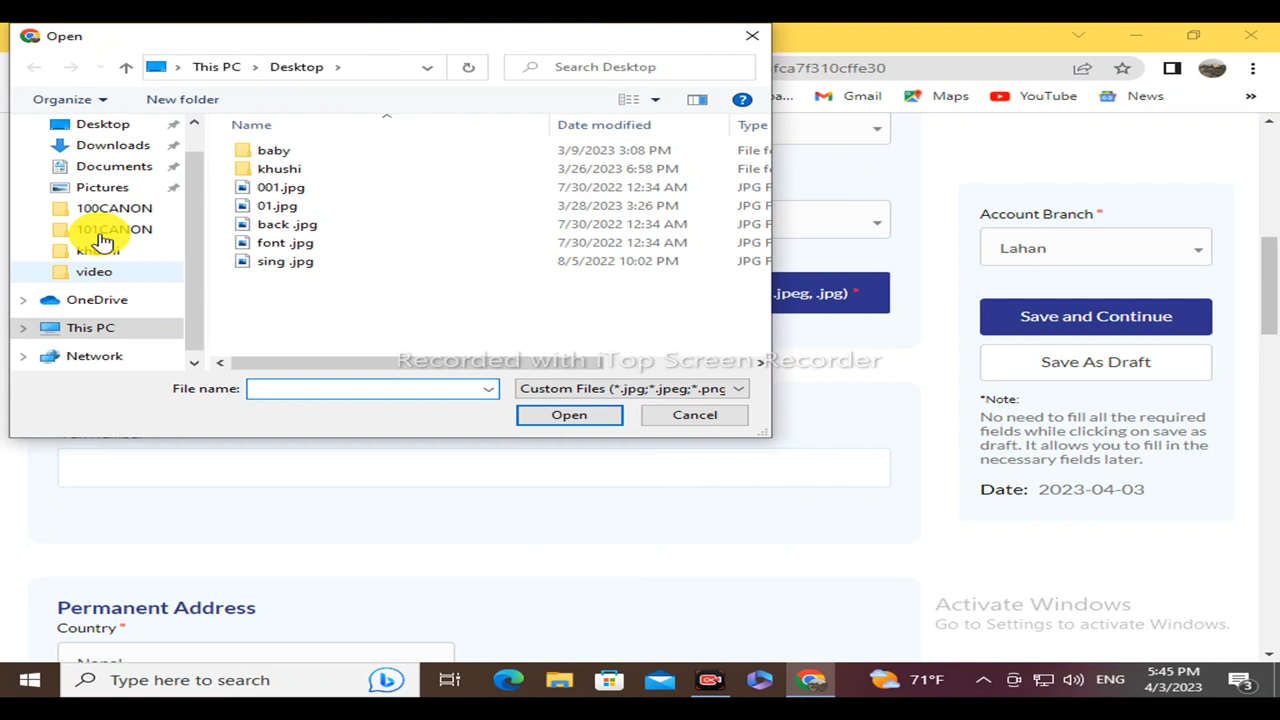 Open
This PC > Desktop >
Search Desktop
fca7f310cffe30
Organize
New folder
Gmail
Maps
YouTube
News
»
Desktop
Downloads
Documents
Pictures
100CANON
101CANON
video
OneDrive
This PC
Network
Name
Date modified
Type
baby 3/9/2023 3:08 PM File f
khushi 3/26/2023 6:58 PM File f
001.jpg 7/30/2022 12:34 AM JPG F
01.jpg 3/28/2023 3:26 PM JPG F
back .jpg 7/30/2022 12:34 AM JPG F
font .jpg 7/30/2022 12:34 AM JPG F
sing .jpg 8/5/2022 10:02 PM JPG F
File name:
Custom Files (*.jpg;*.jpeg;*.png
Open
Cancel
.jpeg, .jpg) *
Recorded with iTop Screen Recorder
Account Branch *
Lahan
Save and Continue
Save As Draft
*Note:
No need to fill all the required
fields while clicking on save as
draft. It allows you to fill in the
necessary fields later.
Date: 2023-04-03
Permanent Address
Country *
Activate Windows
Go to Settings to activate Windows.
Type here to search
71°F
ENG
5:45 PM
4/3/2023
3